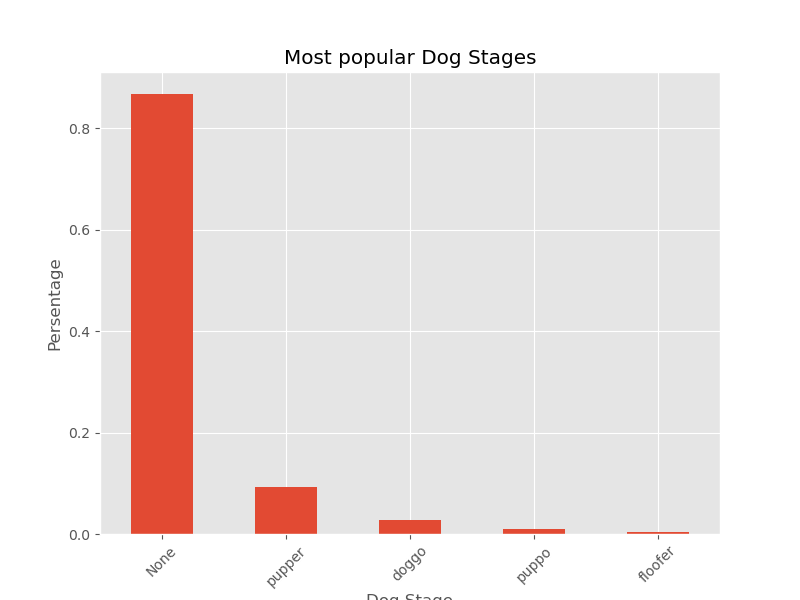 Most popular Dog Stages
Persentage
0.8
0.6
0.4
0.2
0.0
None
pupper
doggo
puppo
floofer
Dog Stage